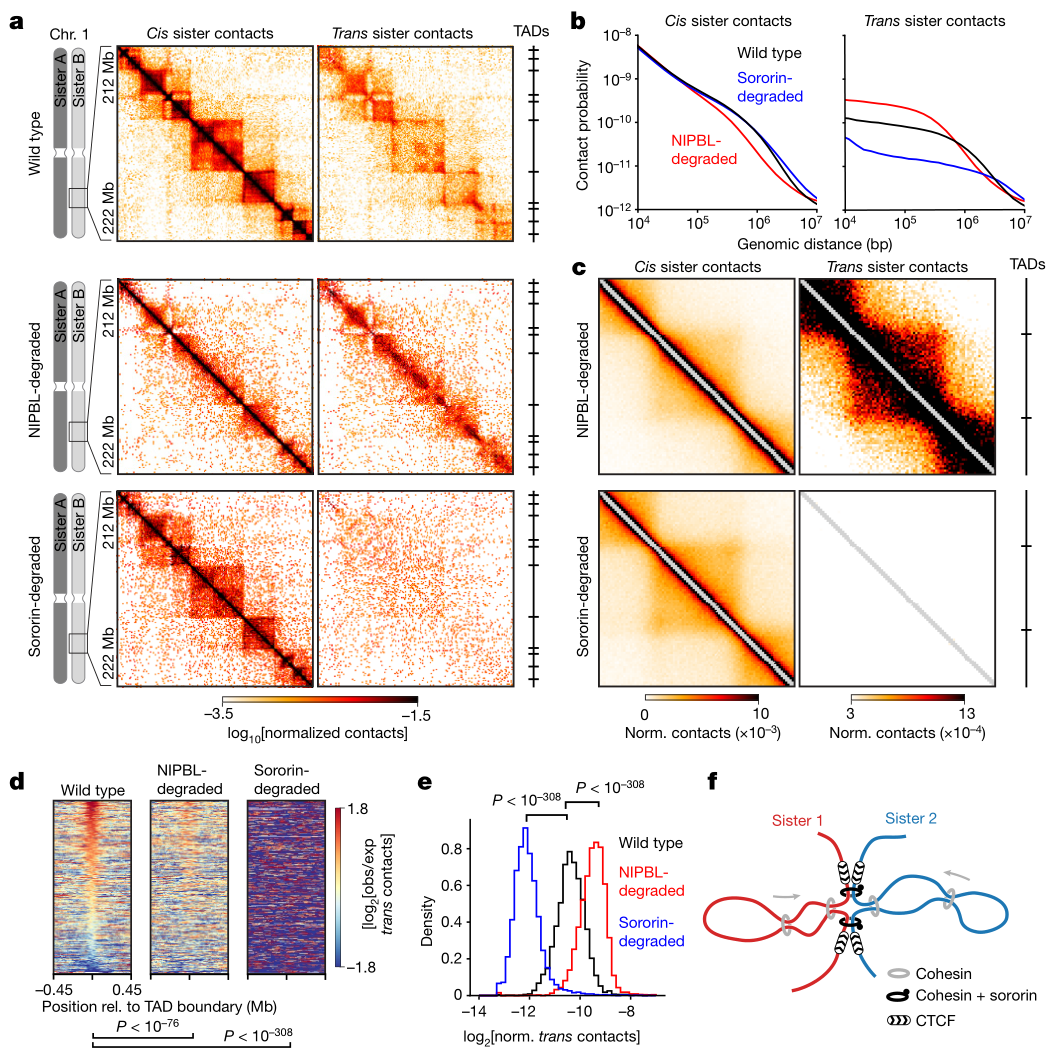 a
Chr. 1
Cis sister contacts
Trans sister contacts
TADs
Wild type
Sister A
Sister B
212 Mb
222 Mb
NIPBL-degraded
Sister A
Sister B
212 Mb
222 Mb
Sororin-degraded
Sister A
Sister B
212 Mb
222 Mb
−3.5
−1.5
log10[normalized contacts]
b
Cis sister contacts
Trans sister contacts
Contact probability
10−8
10−9
10−10
10−11
10−12
Wild type
Sororin-
degraded
NIPBL-
degraded
104
105
106
107
104
105
106
107
Genomic distance (bp)
c
Cis sister contacts
Trans sister contacts
TADs
NIPBL-degraded
Sororin-degraded
0
10
Norm. contacts (×10−3)
3
13
Norm. contacts (×10−4)
d
Wild type
NIPBL-
degraded
Sororin-
degraded
1.8
−1.8
[log2[obs/exp
trans contacts]
−0.45
0.45
Position rel. to TAD boundary (Mb)
P < 10−76
P < 10−308
e
P < 10−308
P < 10−308
Wild type
NIPBL-
degraded
Sororin-
degraded
Density
0.8
0.6
0.4
0.2
0
−14
−12
−10
−8
log2[norm. trans contacts]
f
Sister 1
Sister 2
Cohesin
Cohesin + sororin
CTCF